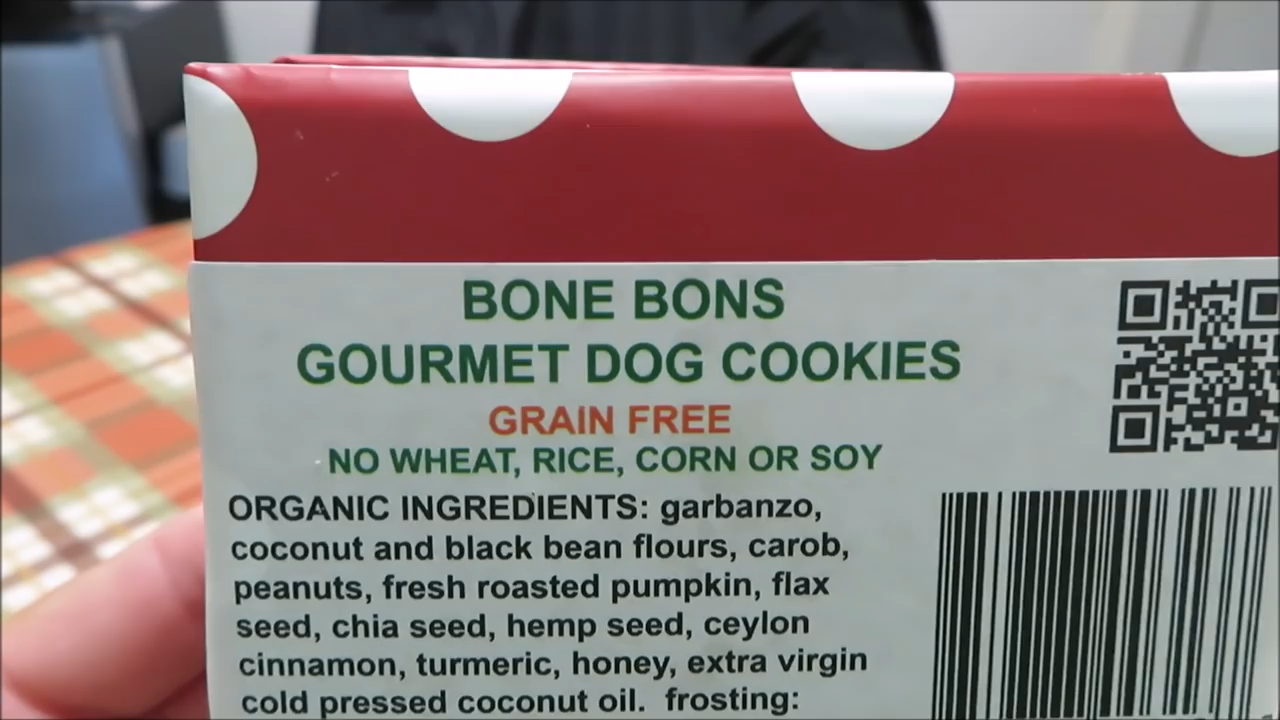 BONE BONS
GOURMET DOG COOKIES
GRAIN FREE
NO WHEAT, RICE, CORN OR SOY
ORGANIC INGREDIENTS: garbanzo,
coconut and black bean flours, carob,
peanuts, fresh roasted pumpkin, flax
seed, chia seed, hemp seed, ceylon
cinnamon, turmeric, honey, extra virgin
cold pressed coconut oil. frosting: